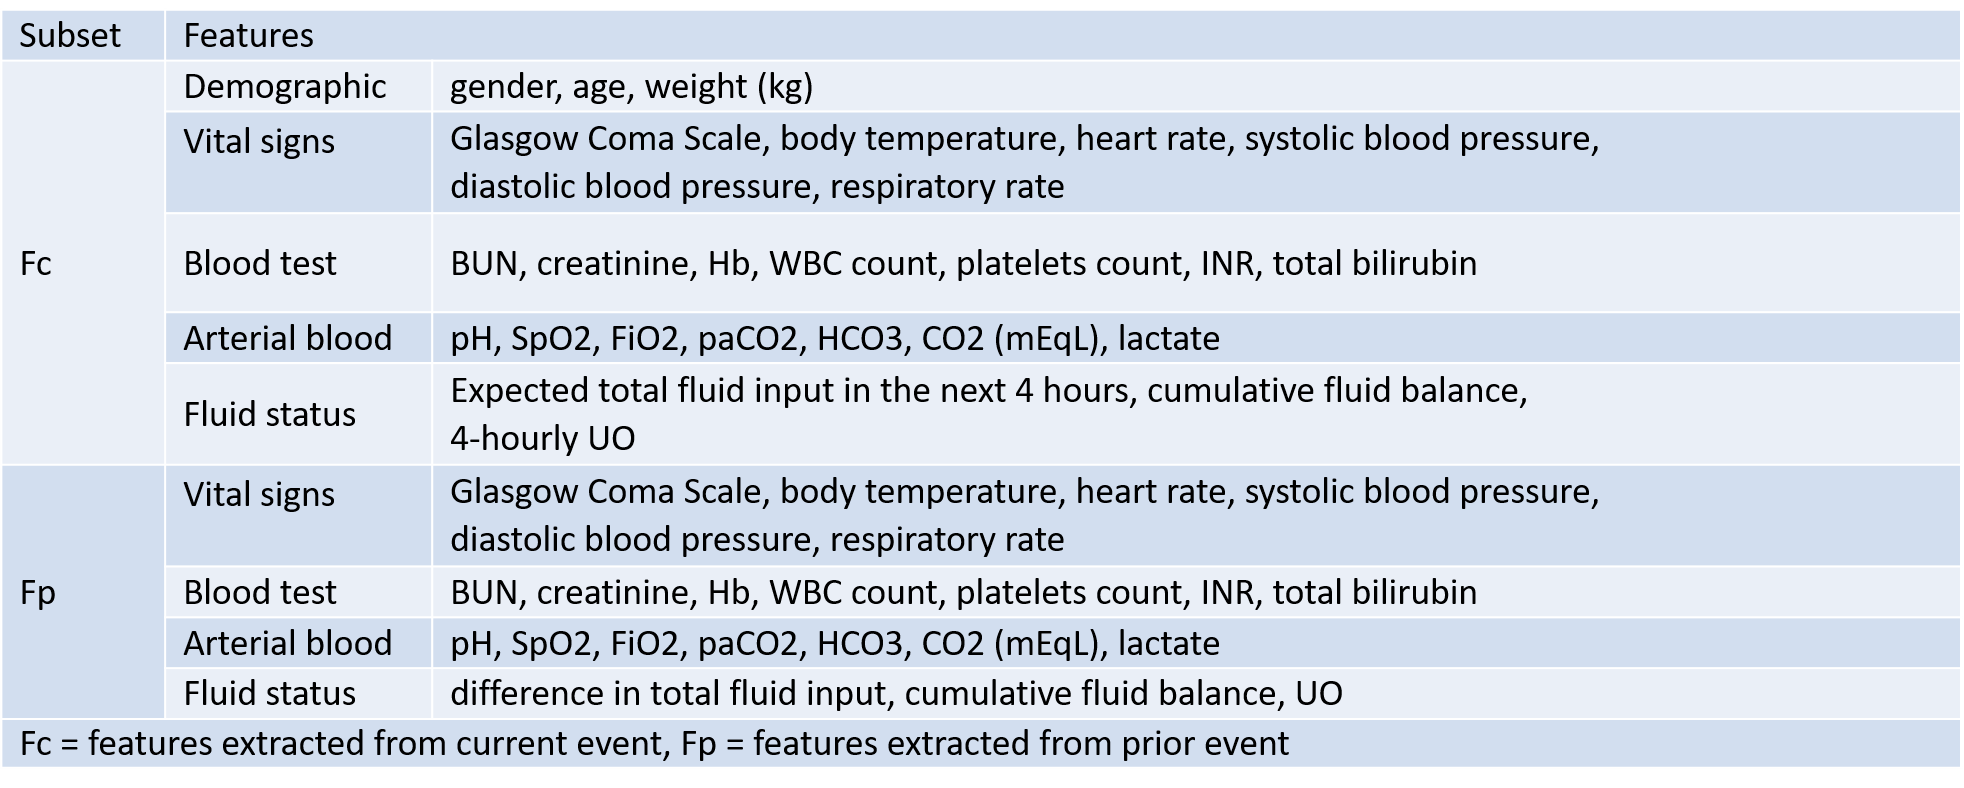 Subset Features
Demographic gender, age, weight (kg)
Vital signs Glasgow Coma Scale, body temperature, heart rate, systolic blood pressure,
diastolic blood pressure, respiratory rate
Fc Blood test BUN, creatinine, Hb, WBC count, platelets count, INR, total bilirubin
Arterial blood pH, SpO2, FiO2, paCO2, HCO3, CO2 (mEqL), lactate
Fluid status Expected total fluid input in the next 4 hours, cumulative fluid balance,
4-hourly UO
Vital signs Glasgow Coma Scale, body temperature, heart rate, systolic blood pressure,
diastolic blood pressure, respiratory rate
Fp Blood test BUN, creatinine, Hb, WBC count, platelets count, INR, total bilirubin
Arterial blood pH, SpO2, FiO2, paCO2, HCO3, CO2 (mEqL), lactate
Fluid status difference in total fluid input, cumulative fluid balance, UO
Fc = features extracted from current event, Fp = features extracted from prior event